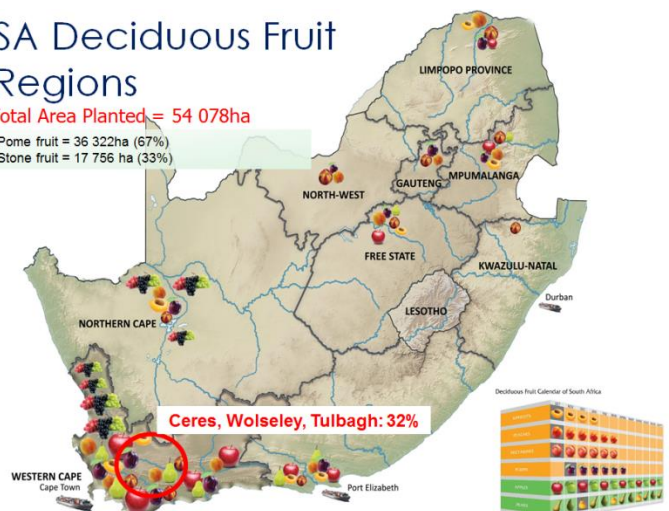 SA Deciduous Fruit
Regions
Total Area Planted = 54 078ha
Pome fruit = 36 322ha (67%)
Stone fruit = 17 756 ha (33%)
LIMPOPO PROVINCE
NORTH-WEST
GAUTENG
MPUMALANGA
FREE STATE
KWAZULU-NATAL
LESOTHO
Durban
NORTHERN CAPE
Ceres, Wolseley, Tulbagh: 32%
WESTERN CAPE
Cape Town
Port Elizabeth
Deciduous Fruit Calendar of South Africa